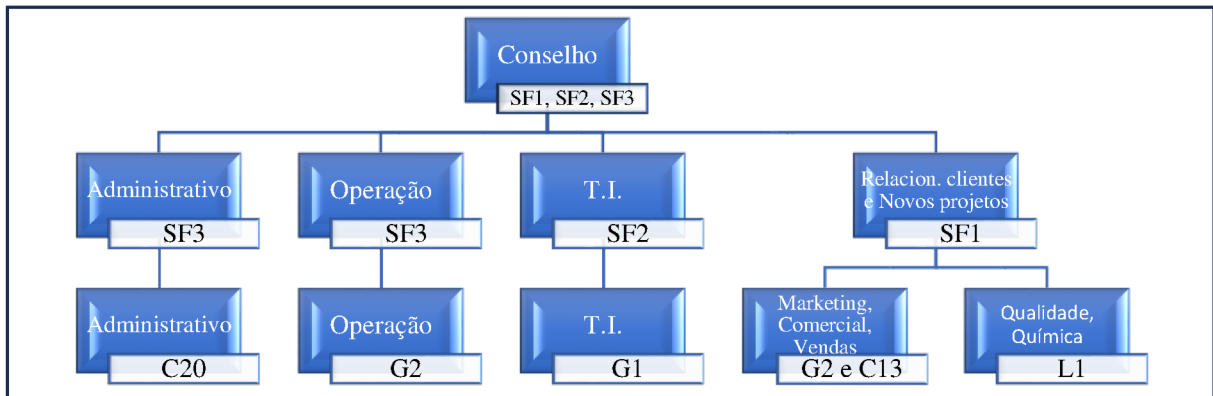 Conselho
SF1, SF2, SF3
Administrativo
SF3
Operação
SF3
T.I.
SF2
Relacion. clientes
e Novos projetos
SF1
Administrativo
C20
Operação
G2
T.I.
G1
Marketing,
Comercial,
Vendas
G2 e C13
Qualidade,
Química
L1